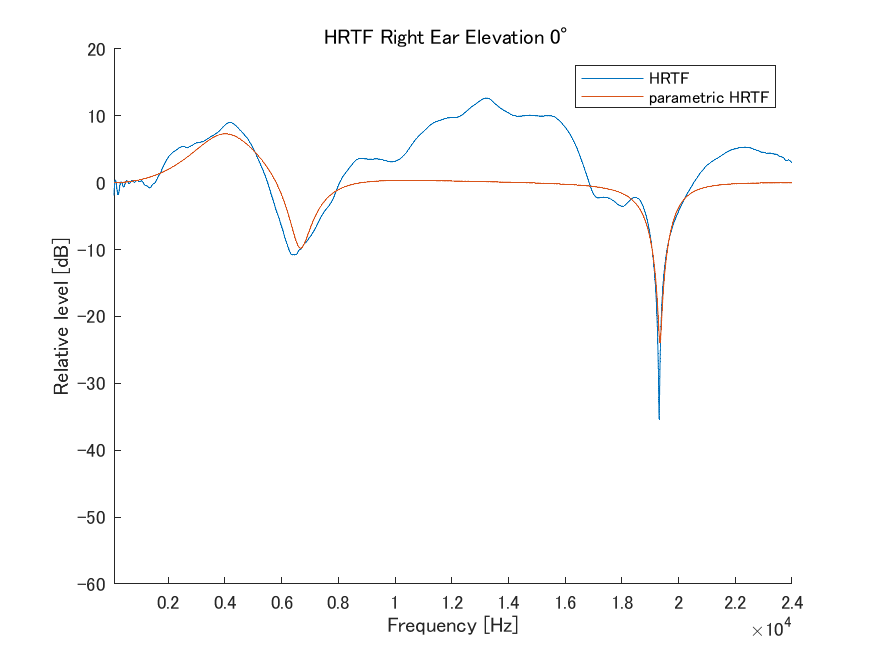 HRTF Right Ear Elevation 0°
HRTF
parametric HRTF
Relative level [dB]
20
10
0
-10
-20
-30
-40
-50
-60
0.2 0.4 0.6 0.8 1 1.2 1.4 1.6 1.8 2 2.2 2.4
Frequency [Hz]
×10⁴